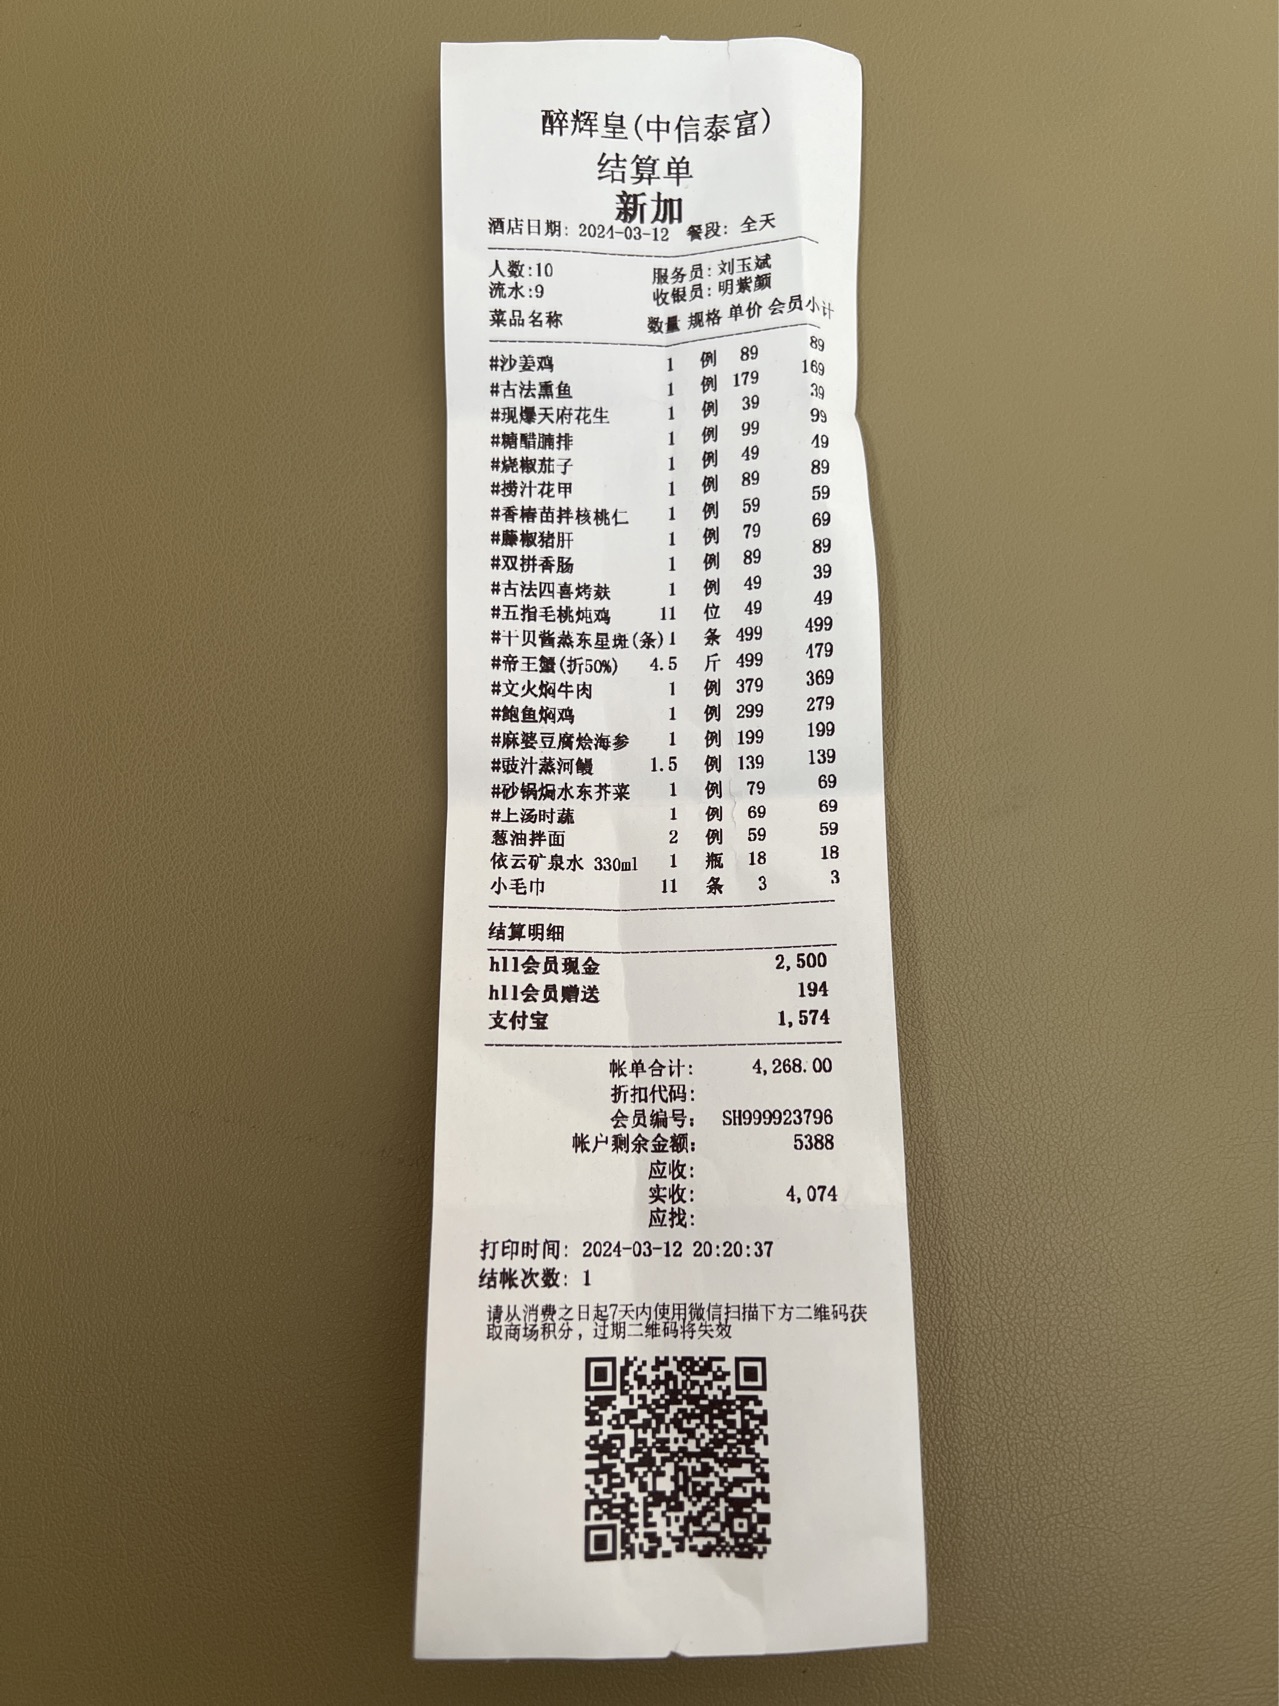 醉辉皇(中信泰富)
结算单
新加
酒店日期: 2024-03-12 餐段: 全天
人数:10 服务员:刘玉斌
流水:9 收银员:明紫颜
菜品名称 数量 规格 单价 会员小计
#沙姜鸡 1 例 89 89
#古法熏鱼 1 例 179 169
#现爆天府花生 1 例 39 39
#糖醋腩排 1 例 99 99
#烧椒茄子 1 例 49 49
#捞汁花甲 1 例 89 89
#香椿苗拌核桃仁 1 例 59 59
#藤椒猪肝 1 例 79 69
#双拼香肠 1 例 89 89
#古法四喜烤麸 1 例 49 39
#五指毛桃炖鸡 11 位 49 49
#干贝酱蒸东星斑(条) 1 条 499 499
#帝王蟹(折50%) 4.5 斤 499 479
#文火焖牛肉 1 例 379 369
#鲍鱼焖鸡 1 例 299 279
#麻婆豆腐烩海参 1 例 199 199
#豉汁蒸河鳗 1.5 例 139 139
#砂锅焗水东芥菜 1 例 79 69
#上汤时蔬 1 例 69 69
葱油拌面 2 例 59 59
依云矿泉水 330ml 1 瓶 18 18
小毛巾 11 条 3 3
结算明细
hll会员现金 2,500
hll会员赠送 194
支付宝 1,574
帐单合计: 4,268.00
折扣代码:
会员编号: SH999923796
帐户剩余金额: 5388
应收:
实收: 4,074
应找:
打印时间: 2024-03-12 20:20:37
结帐次数: 1
请从消费之日起7天内使用微信扫描下方二维码获
取商场积分，过期二维码将失效